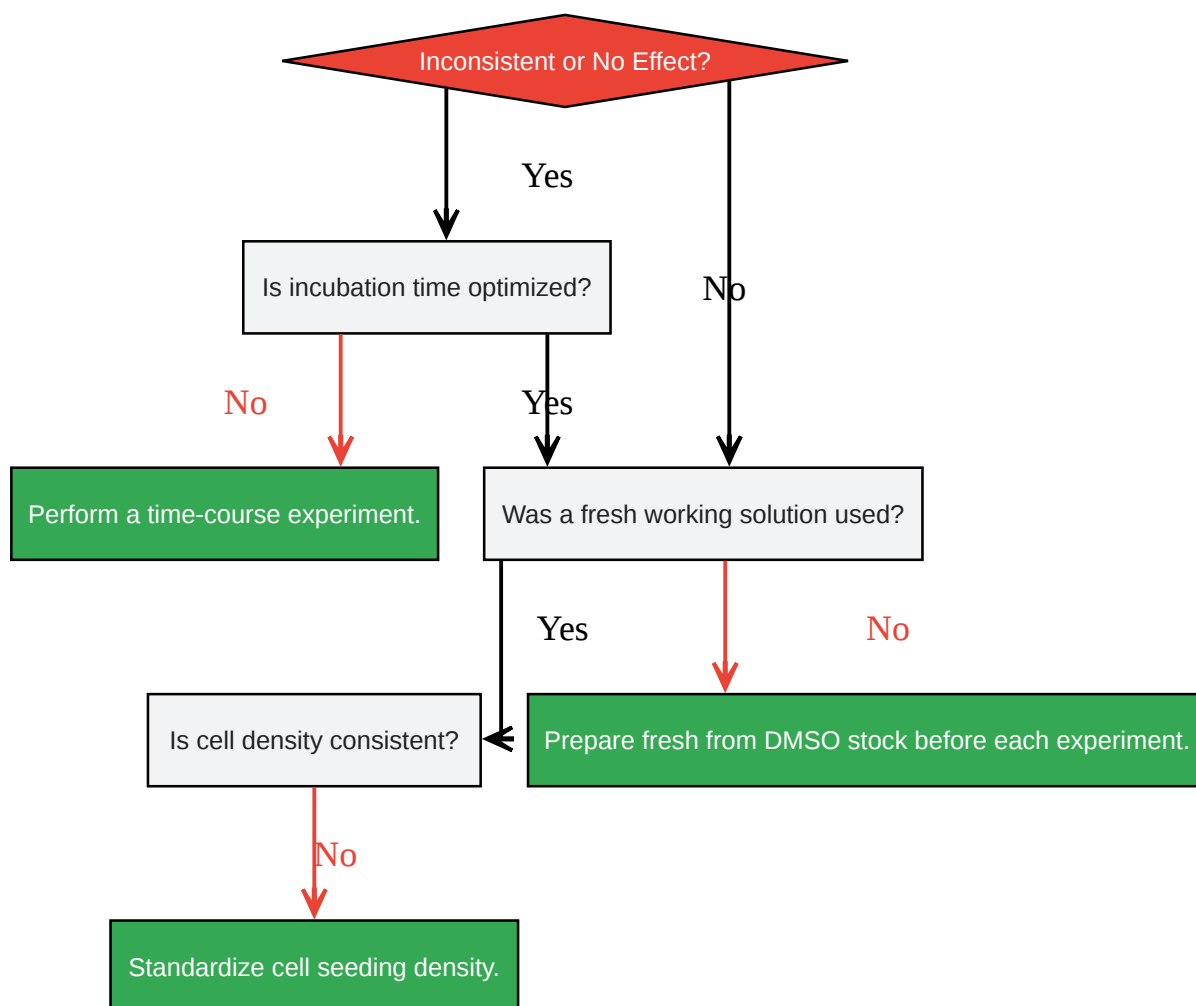 Inconsistent or No Effect?
Yes
Is incubation time optimized?
No
No
Yes
Perform a time-course experiment.
Was a fresh working solution used?
Yes
No
Is cell density consistent?
Prepare fresh from DMSO stock before each experiment.
No
Standardize cell seeding density.